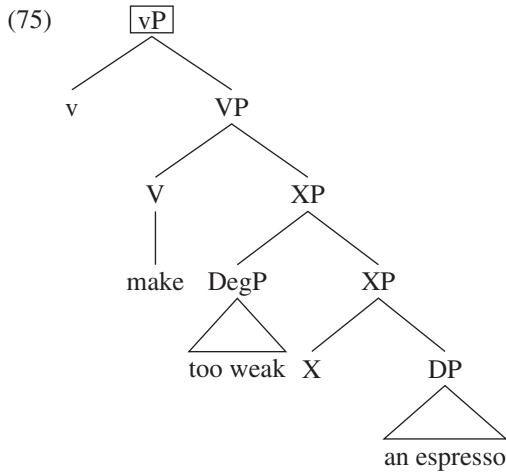 (75) vP
v VP
V XP
make DegP XP
too weak X DP
an espresso